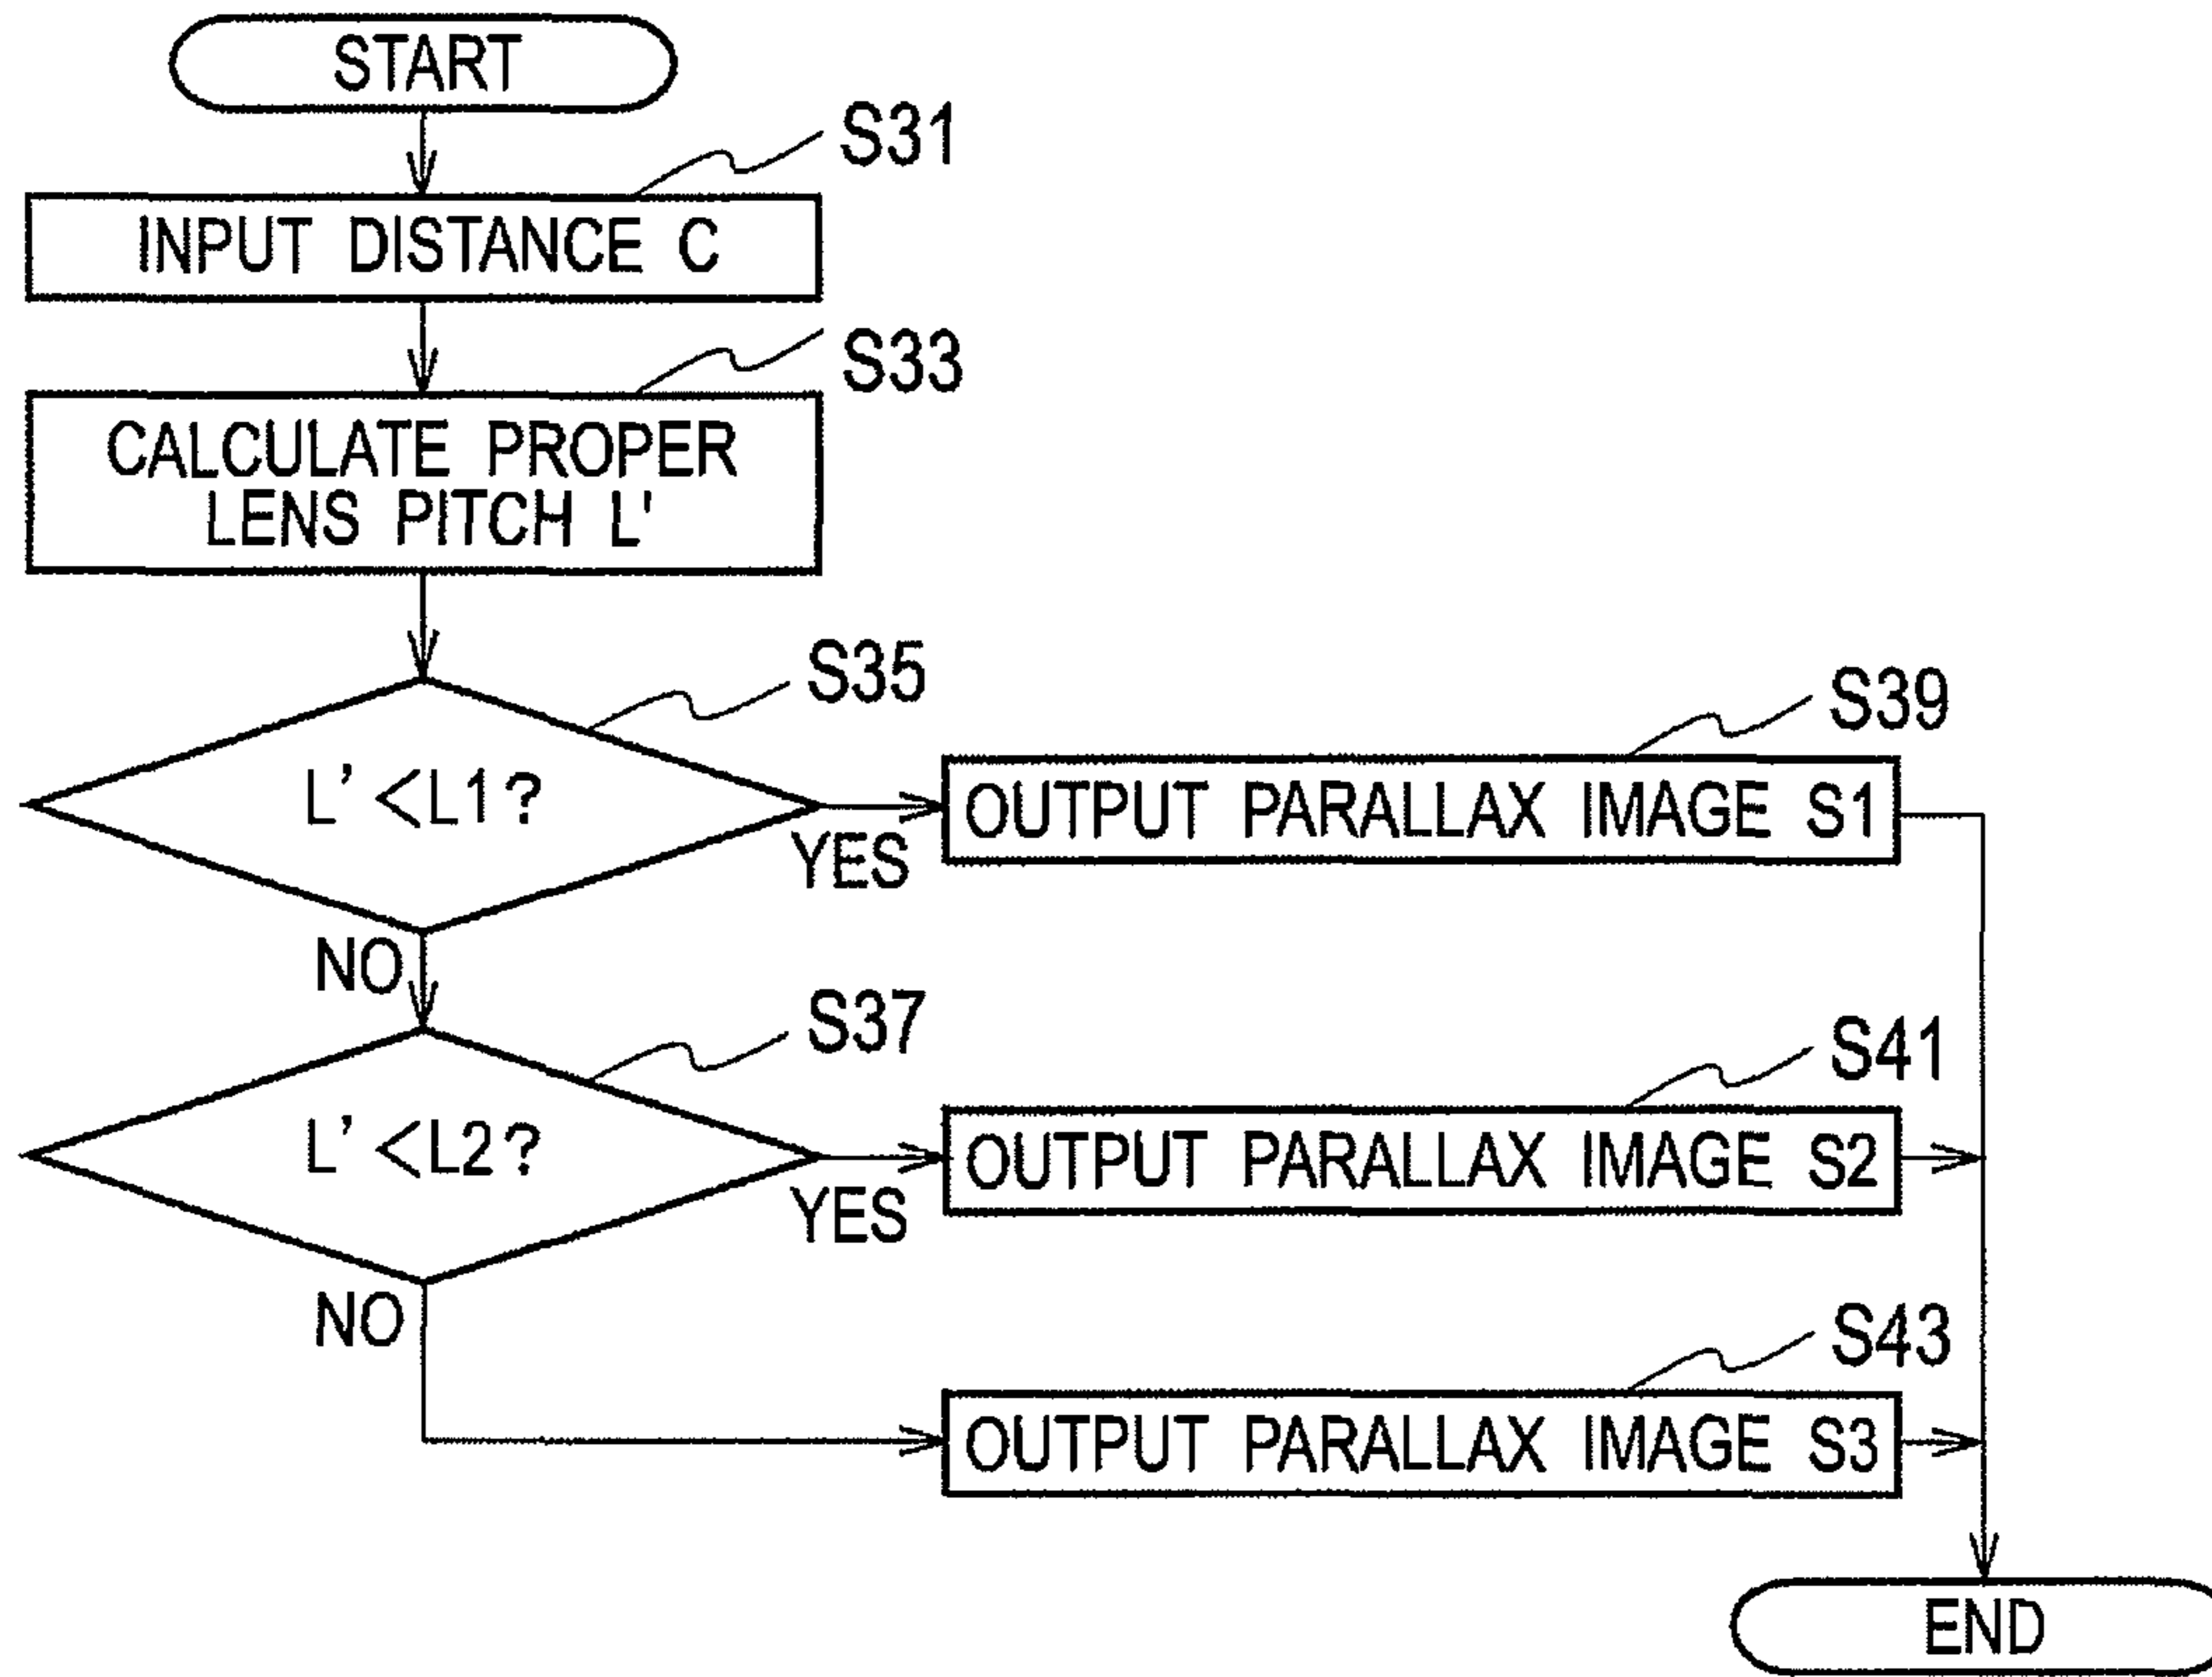 START
S31
INPUT DISTANCE C
S33
CALCULATE PROPER
LENS PITCH L'
S35
L' <L1?
YES
S39
OUTPUT PARALLAX IMAGE S1
NO
S37
L' <L2?
YES
S41
OUTPUT PARALLAX IMAGE S2
NO
S43
OUTPUT PARALLAX IMAGE S3
END